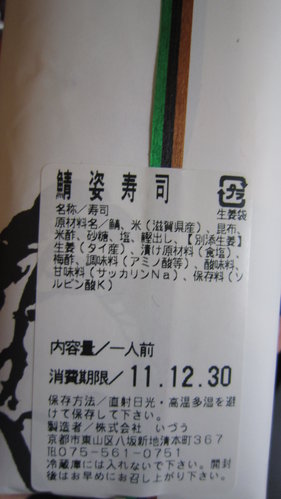 鯖姿寿司
プラ
生姜袋
名称／寿司
原材料名／鯖、米（滋賀県産）、昆布、
米酢、砂糖、塩、鰹出し、【別添生姜】
生姜（タイ産）、漬け原材料（食塩）、
梅酢、調味料（アミノ酸等）、酸味料、
甘味料（サッカリンNa）、保存料（ソ
ルビン酸K）
内容量／一人前
消費期限／11.12.30
保存方法／直射日光・高温多湿を避
けて保存して下さい。
製造者／株式会社 いづう
京都市東山区八坂新地清本町367
TEL 075-561-0751
冷蔵庫には入れないで下さい。開
封後はお早めにお召し上がり下さい。